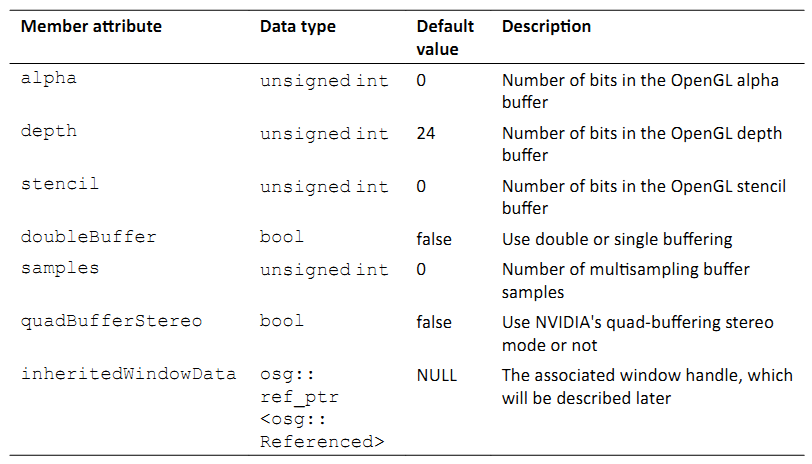 Member attribute Data type Default Description
value
alpha unsigned int 0 Number of bits in the OpenGL alpha
buffer
depth unsigned int 24 Number of bits in the OpenGL depth
buffer
stencil unsigned int 0 Number of bits in the OpenGL stencil
buffer
doubleBuffer bool false Use double or single buffering
samples unsigned int 0 Number of multisampling buffer
samples
quadBufferStereo bool false Use NVIDIA's quad-buffering stereo
mode or not
inheritedWindowData osg:: NULL The associated window handle, which
ref_ptr will be described later
<osg::
Referenced>